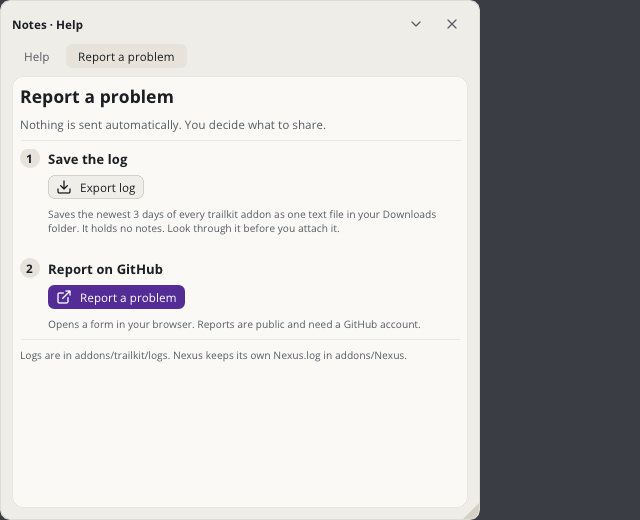 Notes · Help
Help
Report a problem
Report a problem
Nothing is sent automatically. You decide what to share.
1 Save the log
Export log
Saves the newest 3 days of every trailkit addon as one text file in your Downloads
folder. It holds no notes. Look through it before you attach it.
2 Report on GitHub
Report a problem
Opens a form in your browser. Reports are public and need a GitHub account.
Logs are in addons/trailkit/logs. Nexus keeps its own Nexus.log in addons/Nexus.